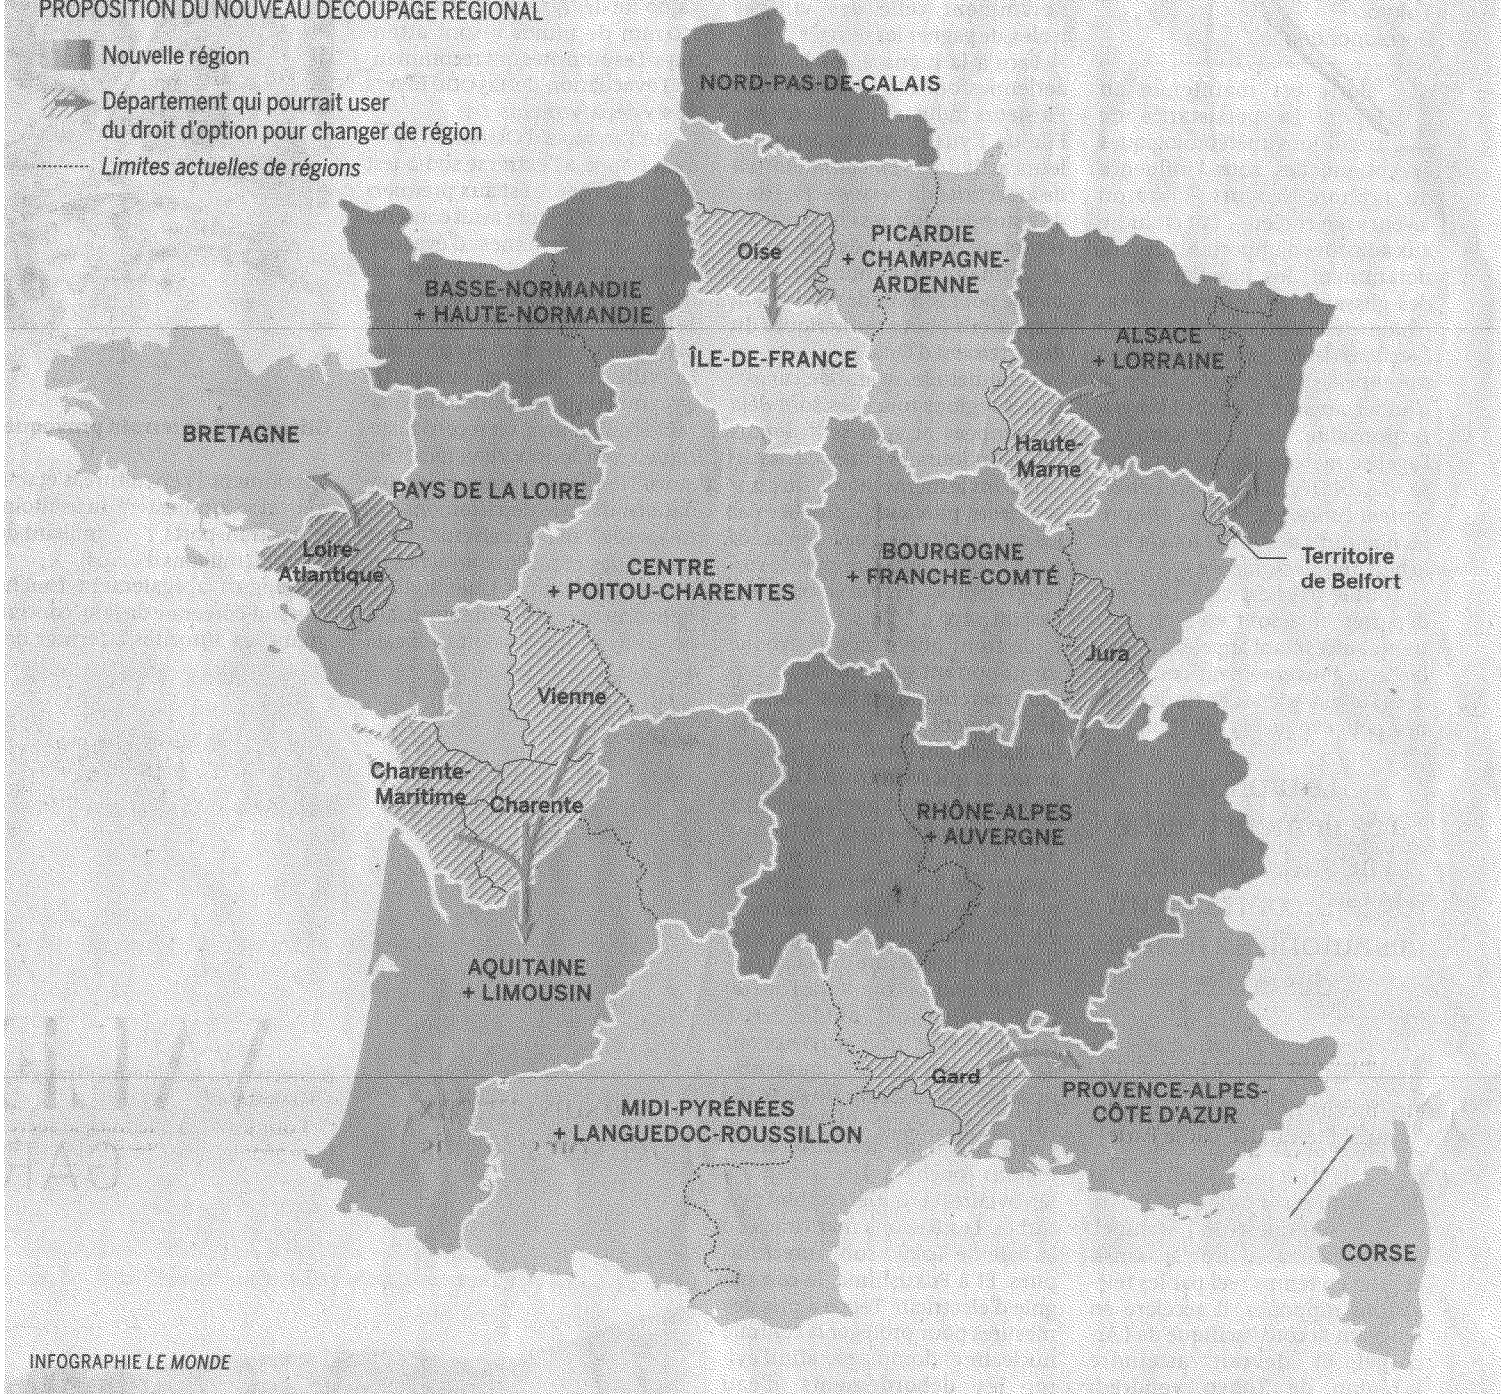 PROPOSITION DU NOUVEAU DÉCOUPAGE RÉGIONAL
Nouvelle région
Département qui pourrait user
du droit d'option pour changer de région
Limites actuelles de régions
NORD-PAS-DE-CALAIS
Oise
PICARDIE
+ CHAMPAGNE-
ARDENNE
BASSE-NORMANDIE
+ HAUTE-NORMANDIE
ÎLE-DE-FRANCE
ALSACE
+ LORRAINE
BRETAGNE
Haute-
Marne
PAYS DE LA LOIRE
Loire-
Atlantique
CENTRE
+ POITOU-CHARENTES
BOURGOGNE
+ FRANCHE-COMTÉ
Territoire
de Belfort
Jura
Vienne
Charente-
Maritime
Charente
RHÔNE-ALPES
+ AUVERGNE
AQUITAINE
+ LIMOUSIN
Gard
MIDI-PYRÉNÉES
+ LANGUEDOC-ROUSSILLON
PROVENCE-ALPES-
CÔTE D'AZUR
CORSE
INFOGRAPHIE LE MONDE